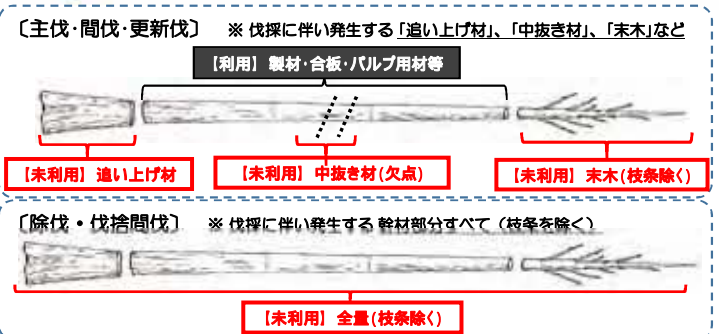 〔主伐・間伐・更新伐〕 ※ 伐採に伴い発生する「追い上げ材」、「中抜き材」、「末木」など
【利用】 製材・合板・パルプ用材等
【未利用】 追い上げ材
【未利用】 中抜き材(欠点)
【未利用】 末木(枝条除く)
〔除伐・伐捨間伐〕 ※ 伐採に伴い発生する 幹材部分すべて（枝条を除く）
【未利用】 全量(枝条除く)